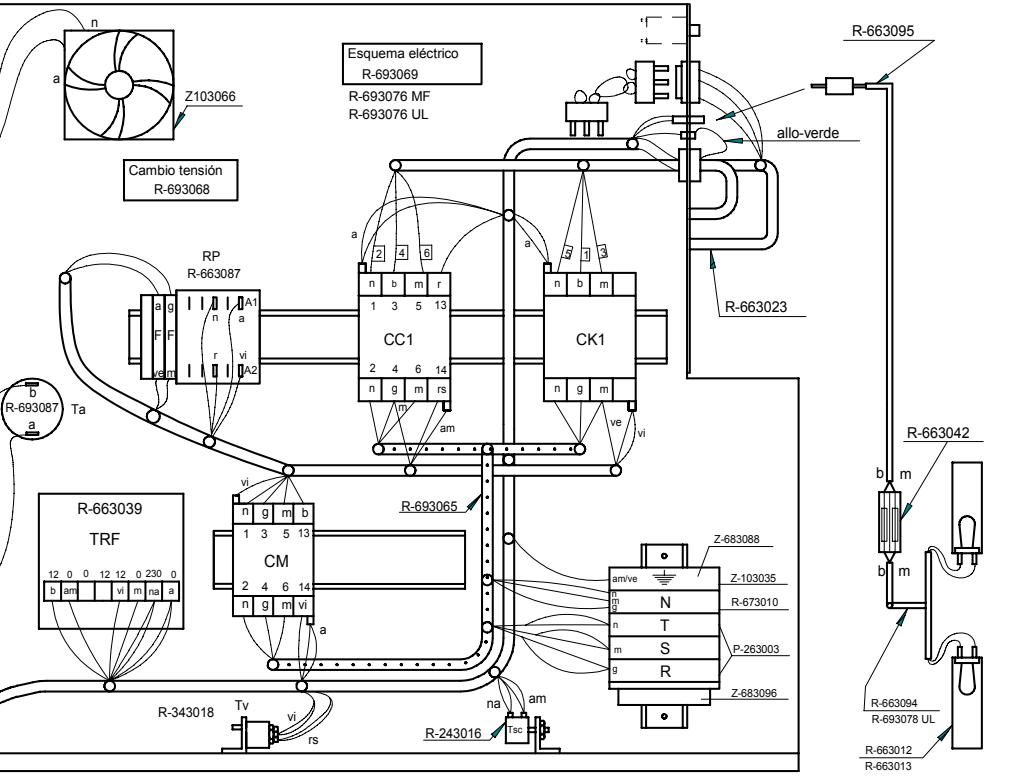 n
a
Z103066
Esquema eléctrico
R-693069
R-693076 MF
R-693076 UL
R-663095
allo-verde
Cambio tensión
R-693068
R-663023
RP
R-663087
a g
F F
ve m
A1
n a
r vi
A2
a 2 4 6
n b m r
1 3 5 13
CC1
2 4 6 14
n g m rs
m
am
a 5 1 3
n b m
CK1
n g m
ve
vi
b
R-693087
a
Ta
R-663042
b m
b m
R-663039
TRF
12 0 0 12 12 0 230 0
b am vi m na a
vi
n g m b
1 3 5 13
CM
2 4 6 14
n g m vi
a
R-693065
Z-683088
am/ve
Z-103035
n
m
g
N
R-673010
n T
m S
P-263003
g R
Z-683096
R-343018
Tv
vi
rs
na
am
R-243016
Tsc
R-663094
R-693078 UL
R-663012
R-663013